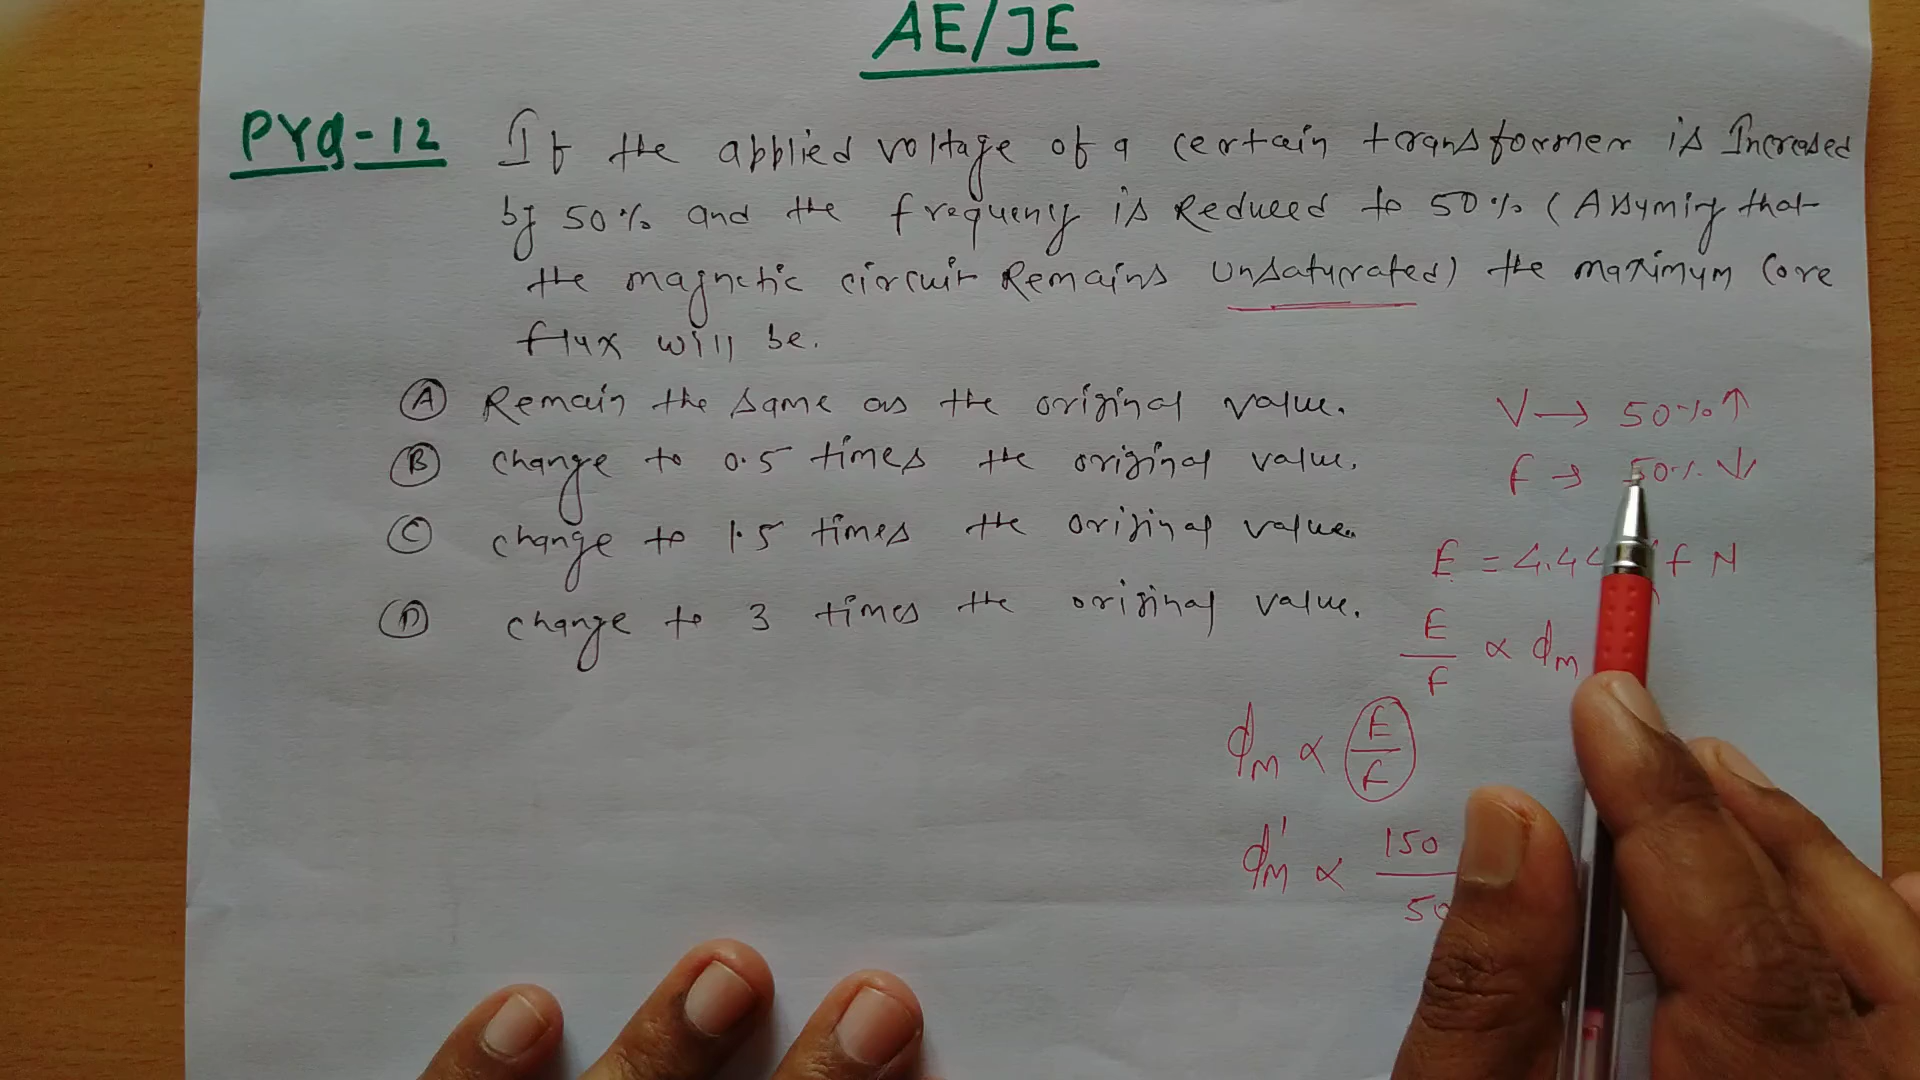 AE/JE
PYQ-12 If the applied voltage of a certain transformer is Increased
by 50% and the frequency is Reduced to 50% (Assuming that
the magnetic circuit Remains unsaturated) the maximum Core
flux will be.
(A) Remain the same as the original value.
(B) change to 0.5 times the original value.
(C) change to 1.5 times the original value.
(D) change to 3 times the original value.
V → 50% ↑
f → 50% ↓
E = 4.44 f N
E/f ∝ ϕm
ϕm ∝ E/f
ϕm' ∝ 150/50